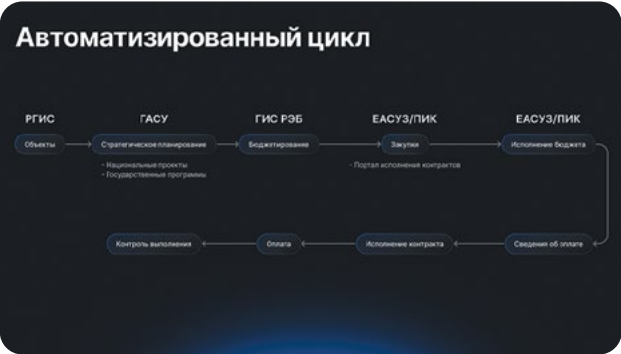 Автоматизированный цикл
РГИС
ГАСУ
ГИС РЭБ
ЕАСУЗ/ПИК
ЕАСУЗ/ПИК
Объекты
Стратегическое планирование
Бюджетирование
Закупки
Исполнение бюджета
- Национальные проекты
- Государственные программы
- Портал исполнения контрактов
Контроль выполнения
Оплата
Исполнение контракта
Сведения об оплате